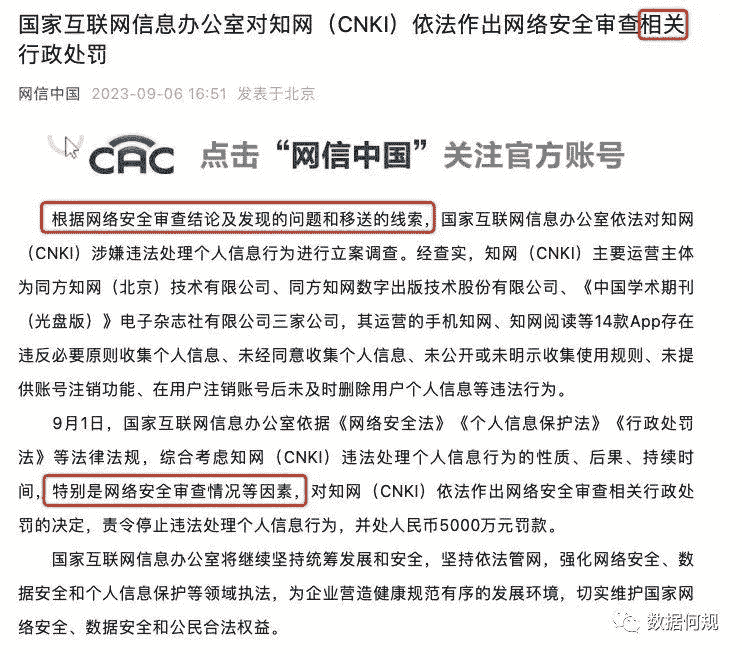 国家互联网信息办公室对知网（CNKI）依法作出网络安全审查相关
行政处罚
网信中国 2023-09-06 16:51 发表于北京
CAC 点击“网信中国”关注官方账号
根据网络安全审查结论及发现的问题和移送的线索，国家互联网信息办公室依法对知网
（CNKI）涉嫌违法处理个人信息行为进行立案调查。经查实，知网（CNKI）主要运营主体
为同方知网（北京）技术有限公司、同方知网数字出版技术股份有限公司、《中国学术期刊
（光盘版）》电子杂志社有限公司三家公司，其运营的手机知网、知网阅读等14款App存在
违反必要原则收集个人信息、未经同意收集个人信息、未公开或未明示收集使用规则、未提
供账号注销功能、在用户注销账号后未及时删除用户个人信息等违法行为。
9月1日，国家互联网信息办公室依据《网络安全法》《个人信息保护法》《行政处罚
法》等法律法规，综合考虑知网（CNKI）违法处理个人信息行为的性质、后果、持续时
间，特别是网络安全审查情况等因素，对知网（CNKI）依法作出网络安全审查相关行政处
罚的决定，责令停止违法处理个人信息行为，并处人民币5000万元罚款。
国家互联网信息办公室将继续坚持统筹发展和安全，坚持依法管网，强化网络安全、数
据安全和个人信息保护等领域执法，为企业营造健康规范有序的发展环境，切实维护国家网
络安全、数据安全和公民合法权益。
数据何规